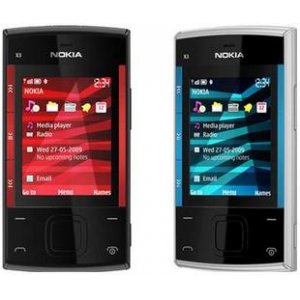 X3
NOKIA
2:34
NOKIA
Media player
Radio
Wed 27-05-2009
No upcoming notes
Email
Go to Menu Names
X3
NOKIA
2:34
NOKIA
Media player
Radio
Wed 27-05-2009
No upcoming notes
Email
Go to Menu Names